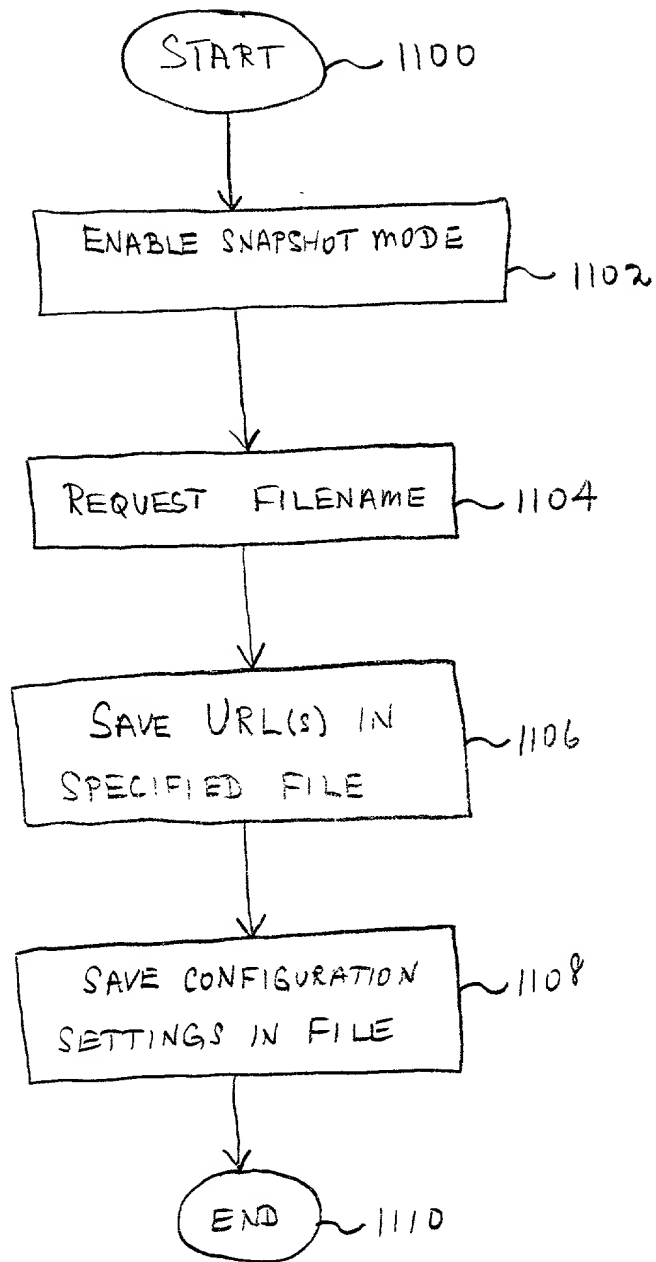 START 1100
ENABLE SNAPSHOT MODE
1102
REQUEST FILENAME 1104
SAVE URL(s) IN
SPECIFIED FILE
1106
SAVE CONFIGURATION
SETTINGS IN FILE
1108
END 1110